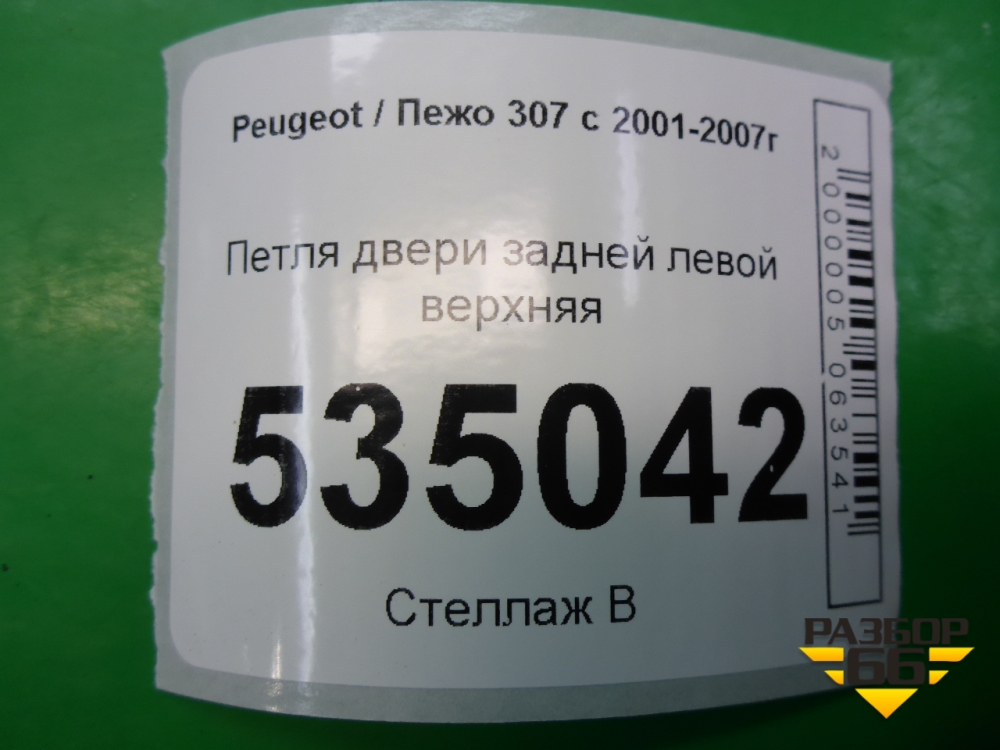 Peugeot / Пежо 307 с 2001-2007г
Петля двери задней левой
верхняя
535042
Стеллаж В
2000005063541
РАЗБОР
66